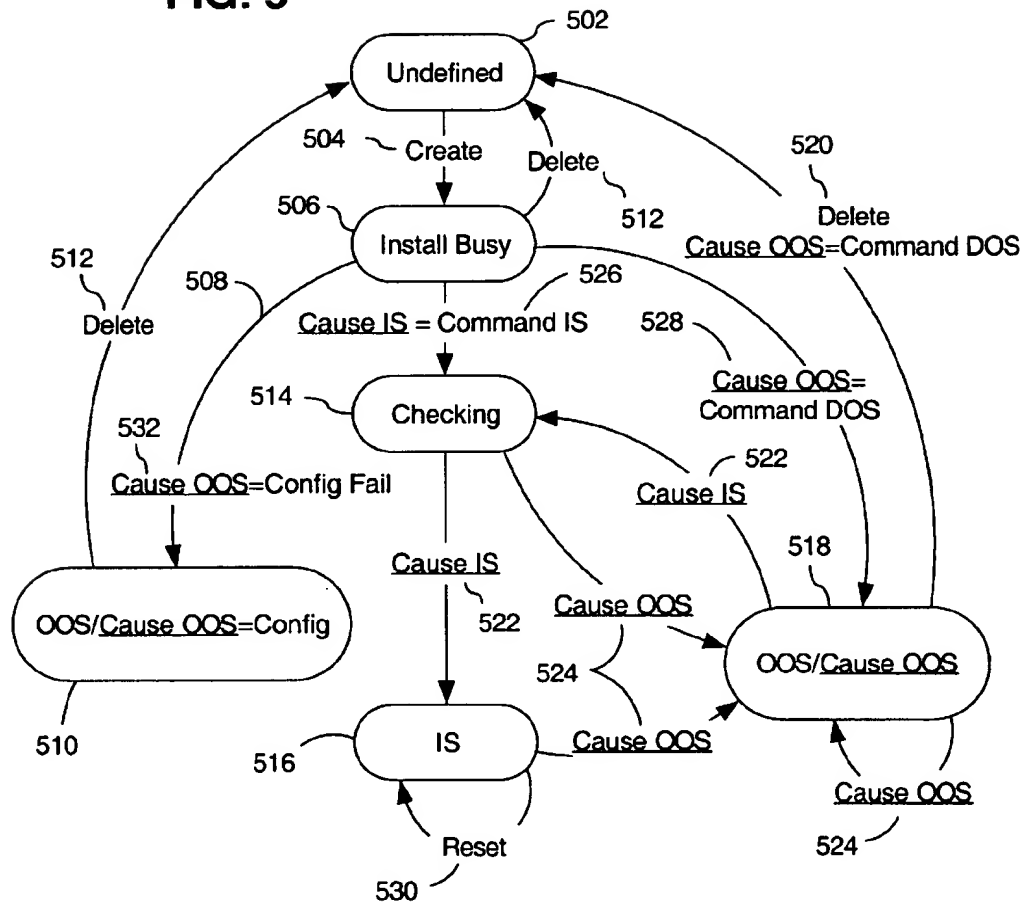 FIG. 5
502
Undefined
504
Create
Delete
512
520
Delete
Cause OOS=Command DOS
506
Install Busy
512
Delete
508
526
Cause IS = Command IS
528
Cause OOS=
Command DOS
514
Checking
532
Cause OOS=Config Fail
522
Cause IS
518
Cause IS
522
Cause OOS
524
OOS/Cause OOS=Config
OOS/Cause OOS
510
516
IS
Cause OOS
Cause OOS
524
Reset
530